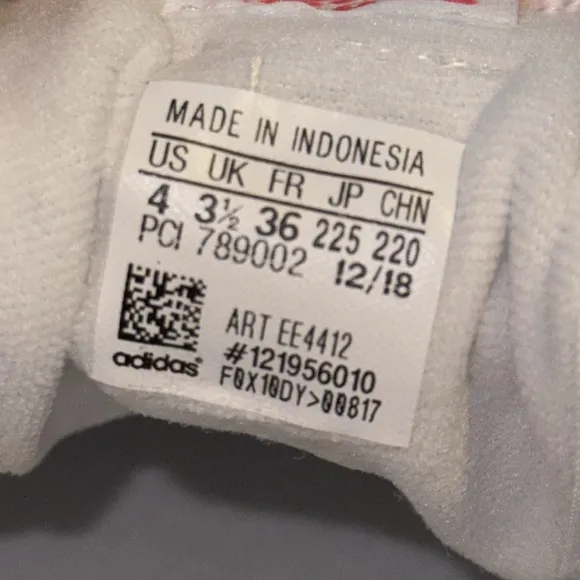 MADE IN INDONESIA
US UK FR JP CHN
4 3½ 36 225 220
PCI 789002 12/18
ART EE4412
#121956010
F0X10DY>00817
adidas